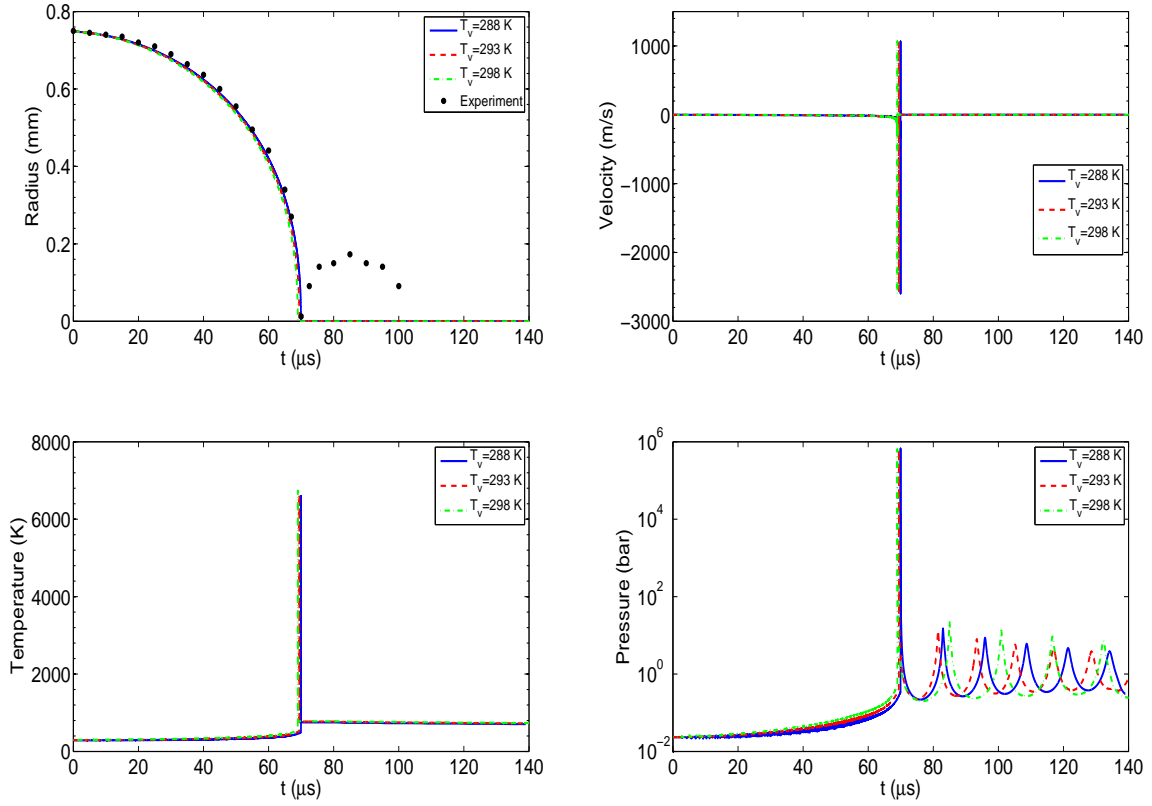 0.8
0.6
0.4
0.2
0
Radius (mm)
0 20 40 60 80 100 120 140
t (μs)
T_v=288 K
T_v=293 K
T_v=298 K
Experiment
1000
0
−1000
−2000
−3000
Velocity (m/s)
0 20 40 60 80 100 120 140
t (μs)
T_v=288 K
T_v=293 K
T_v=298 K
8000
6000
4000
2000
0
Temperature (K)
0 20 40 60 80 100 120 140
t (μs)
T_v=288 K
T_v=293 K
T_v=298 K
10^6
10^4
10^2
10^0
10^−2
Pressure (bar)
0 20 40 60 80 100 120 140
t (μs)
T_v=288 K
T_v=293 K
T_v=298 K